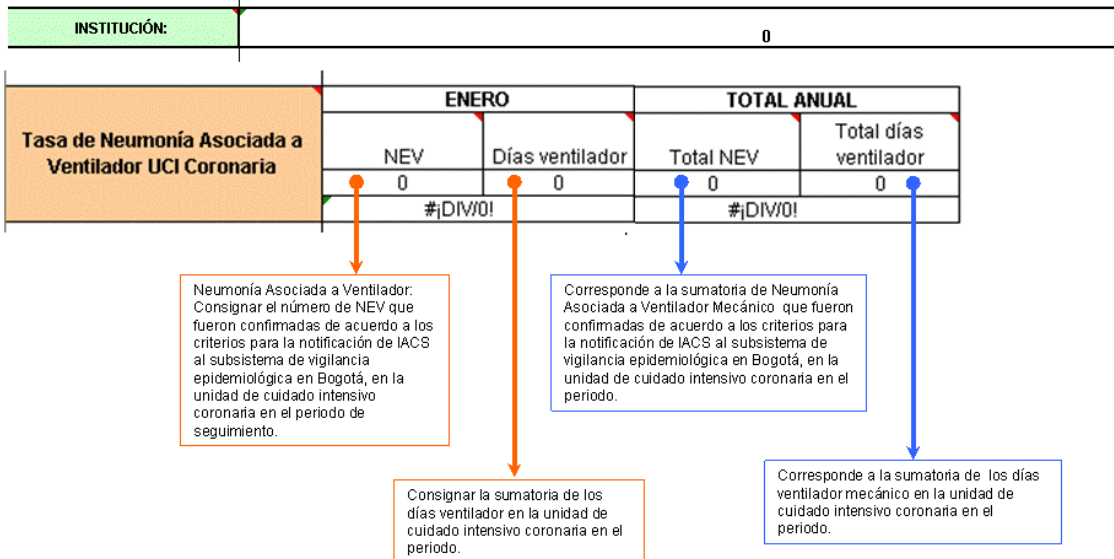 INSTITUCIÓN:
0
Tasa de Neumonía Asociada a
Ventilador UCI Coronaria
ENERO
TOTAL ANUAL
NEV
Días ventilador
Total NEV
Total días
ventilador
0
0
0
0
#¡DIV/0!
#¡DIV/0!
Neumonía Asociada a Ventilador:
Consignar el número de NEV que
fueron confirmadas de acuerdo a los
criterios para la notificación de IACS
al subsistema de vigilancia
epidemiológica en Bogotá, en la
unidad de cuidado intensivo
coronaria en el periodo de
seguimiento.
Consignar la sumatoria de los
días ventilador en la unidad de
cuidado intensivo coronaria en el
periodo.
Corresponde a la sumatoria de Neumonía
Asociada a Ventilador Mecánico que fueron
confirmadas de acuerdo a los criterios para
la notificación de IACS al subsistema de
vigilancia epidemiológica en Bogotá, en la
unidad de cuidado intensivo coronaria en el
periodo.
Corresponde a la sumatoria de los días
ventilador mecánico en la unidad de
cuidado intensivo coronaria en el
periodo.